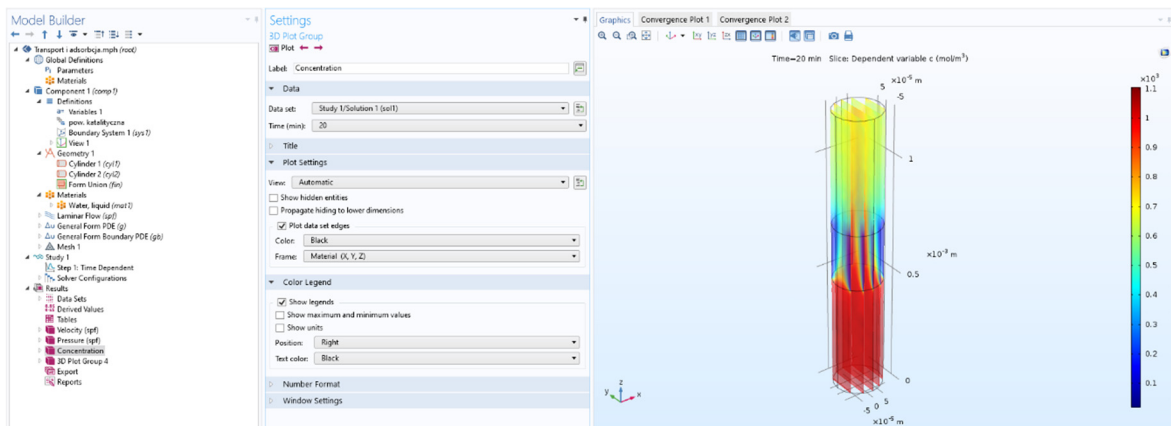 Model Builder
Transport i adsorbcja.mph (root)
Global Definitions
Pi Parameters
Materials
Component 1 (comp1)
Definitions
a= Variables 1
pow. katalityczna
Boundary System 1 (sys1)
View 1
Geometry 1
Cylinder 1 (cyl1)
Cylinder 2 (cyl2)
Form Union (fin)
Materials
Water, liquid (mat1)
Laminar Flow (spf)
Δu General Form PDE (g)
Δu General Form Boundary PDE (gb)
Mesh 1
Study 1
Step 1: Time Dependent
Solver Configurations
Results
Data Sets
Derived Values
Tables
Velocity (spf)
Pressure (spf)
Concentration
3D Plot Group 4
Export
Reports
Settings
3D Plot Group
Plot
Label: Concentration
Data
Data set: Study 1/Solution 1 (sol1)
Time (min): 20
Title
Plot Settings
View: Automatic
Show hidden entities
Propagate hiding to lower dimensions
Plot data set edges
Color: Black
Frame: Material (X, Y, Z)
Color Legend
Show legends
Show maximum and minimum values
Show units
Position: Right
Text color: Black
Number Format
Window Settings
Graphics Convergence Plot 1 Convergence Plot 2
Time=20 min Slice: Dependent variable c (mol/m³)
×10⁻⁵ m
5 -5
1
×10⁻³ m
0.5
0
-5 0 5
×10⁻⁵ m
z
y x
×10³
1.1
1
0.9
0.8
0.7
0.6
0.5
0.4
0.3
0.2
0.1